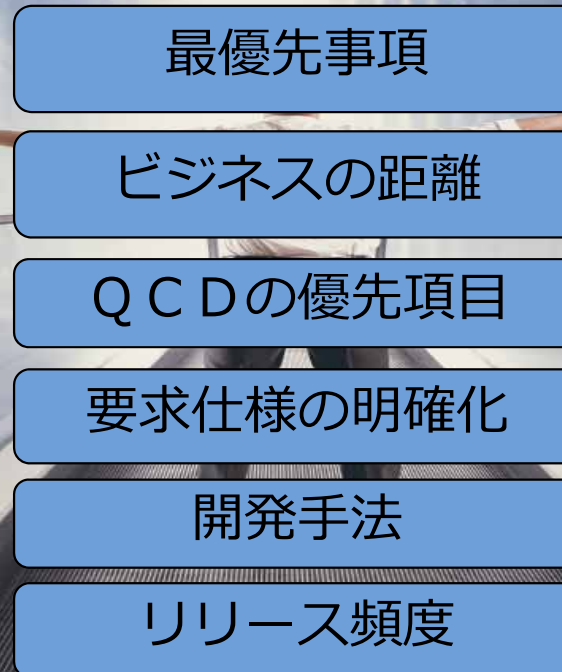 最優先事項
ビジネスの距離
ＱＣＤの優先項目
要求仕様の明確化
開発手法
リリース頻度